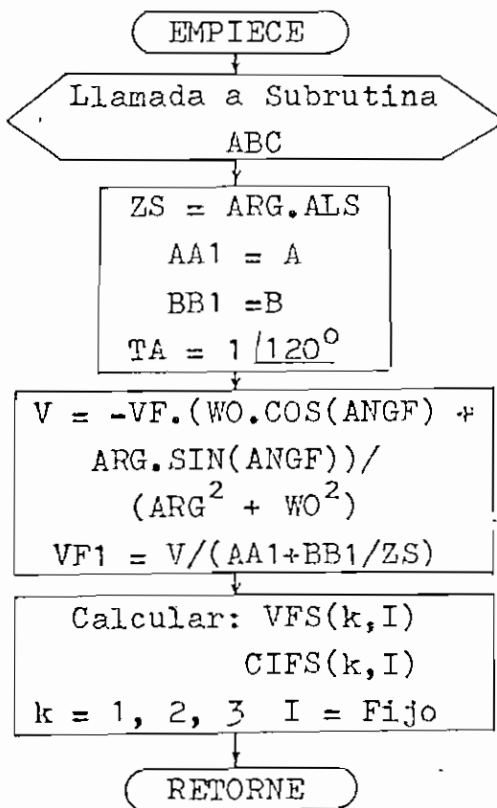 EMPIECE
Llamada a Subrutina
ABC
ZS = ARG.ALS
AA1 = A
BB1 =B
TA = 1 /120°
V = -VF.(WO.COS(ANGF) +
ARG.SIN(ANGF))/
(ARG² + WO²)
VF1 = V/(AA1+BB1/ZS)
Calcular: VFS(k,I)
CIFS(k,I)
k = 1, 2, 3 I = Fijo
RETORNE